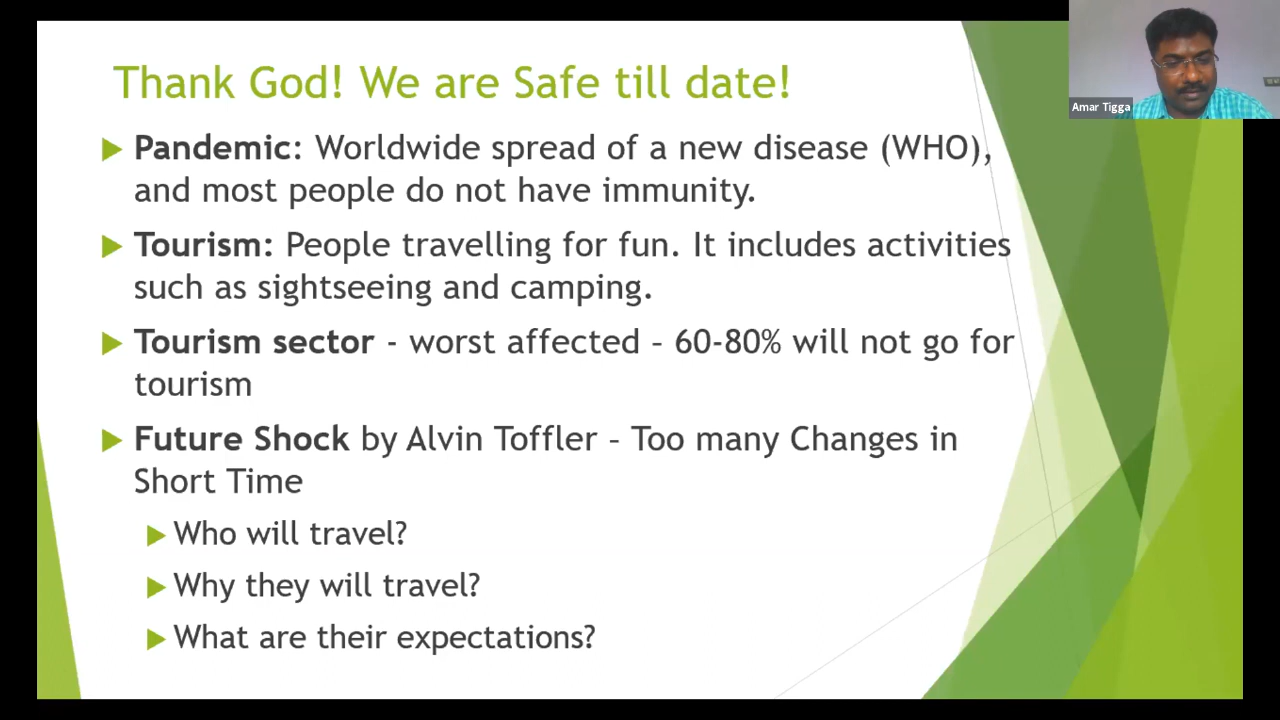 Thank God! We are Safe till date!
Pandemic: Worldwide spread of a new disease (WHO),
and most people do not have immunity.
Tourism: People travelling for fun. It includes activities
such as sightseeing and camping.
Tourism sector - worst affected – 60-80% will not go for
tourism
Future Shock by Alvin Toffler – Too many Changes in
Short Time
Who will travel?
Why they will travel?
What are their expectations?
Amar Tigga